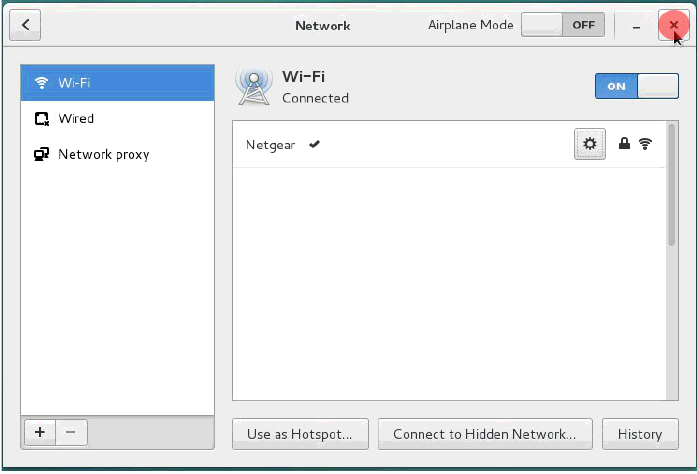 Network
Airplane Mode
OFF
Wi-Fi
Wired
Network proxy
Wi-Fi
Connected
ON
Netgear
Use as Hotspot...
Connect to Hidden Network...
History